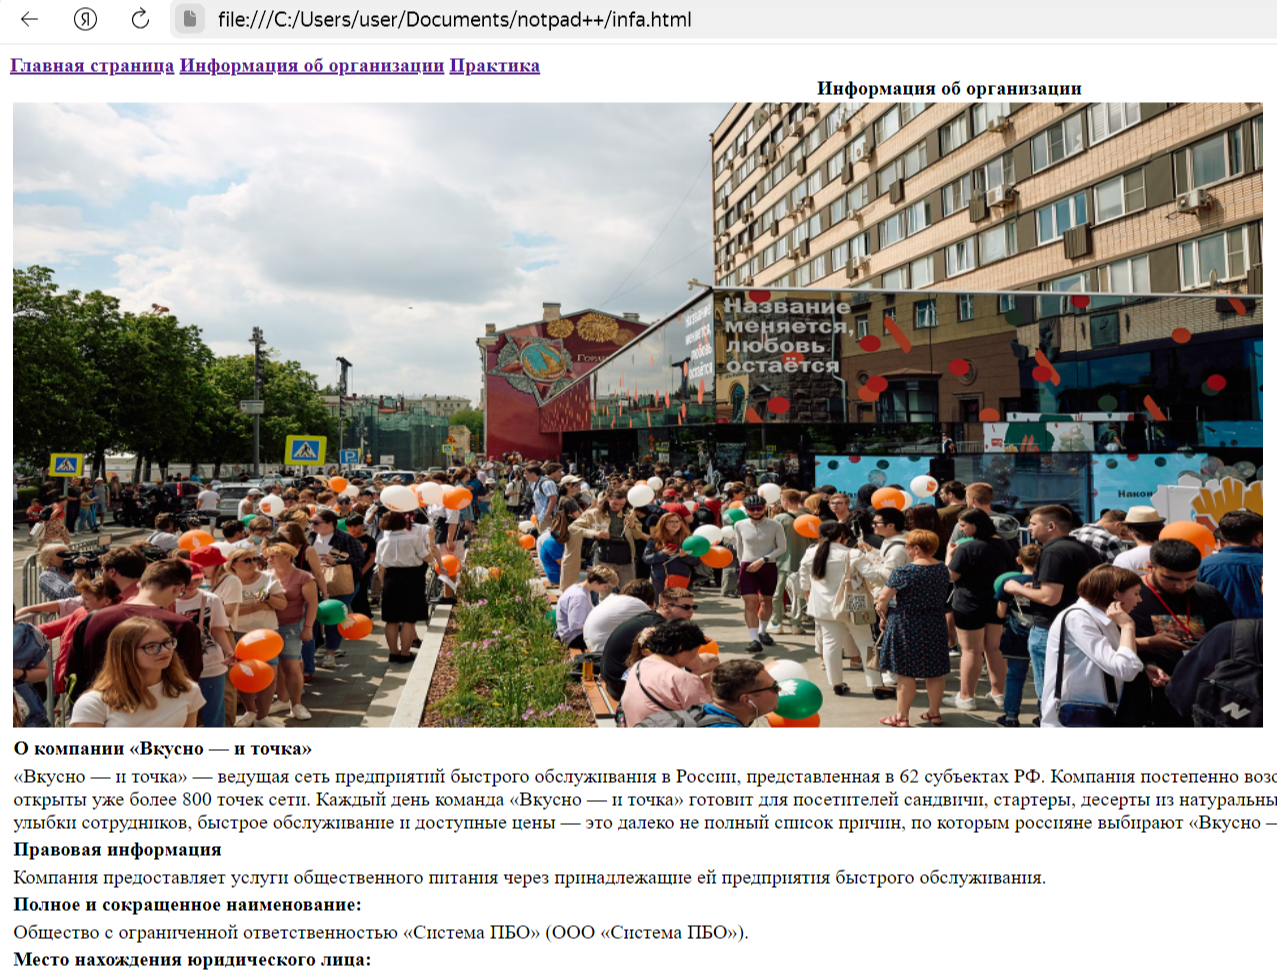 file:///C:/Users/user/Documents/notpad++/infa.html
Главная страница Информация об организации Практика
Информация об организации
Название
меняется,
любовь
остаётся
О компании «Вкусно — и точка»
«Вкусно — и точка» — ведущая сеть предприятий быстрого обслуживания в России, представленная в 62 субъектах РФ. Компания постепенно
открыты уже более 800 точек сети. Каждый день команда «Вкусно — и точка» готовит для посетителей сандвичи, стартеры, десерты из
улыбки сотрудников, быстрое обслуживание и доступные цены — это далеко не полный список причин, по которым россияне выбирают «Вкусно —
Правовая информация
Компания предоставляет услуги общественного питания через принадлежащие ей предприятия быстрого обслуживания.
Полное и сокращенное наименование:
Общество с ограниченной ответственностью «Система ПБО» (ООО «Система ПБО»).
Место нахождения юридического лица: